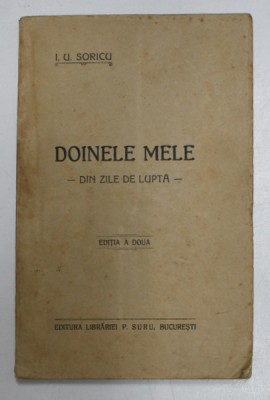 I. U. SORICU
DOINELE MELE
— DIN ZILE DE LUPTĂ —
EDIȚIA A DOUA
EDITURA LIBRĂRIEI P. SURU, BUCUREȘTI